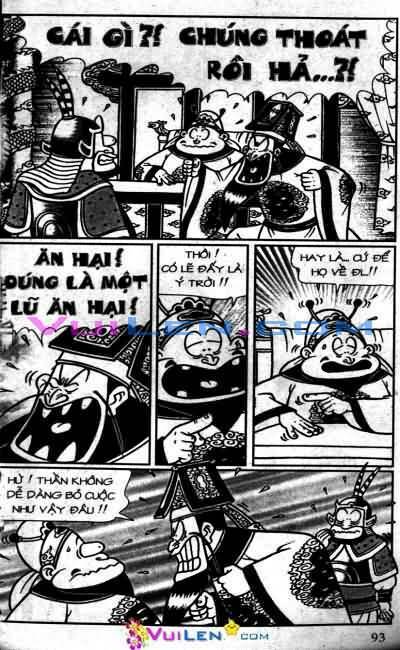 CÁI GÌ?! CHÚNG THOÁT
RỒI HẢ...?!
ĂN HẠI!
ĐÚNG LÀ MỘT
LŨ ĂN HẠI!
THÔI!
CÓ LẼ ĐẤY LÀ
Ý TRỜI!!
HAY LÀ... CỨ ĐỂ
HỌ VỀ ĐI..!!
VUILEN.COM
HỪ! THẦN KHÔNG
DỄ DÀNG BỎ CUỘC
NHƯ VẬY ĐÂU!!
93
VUILEN.COM